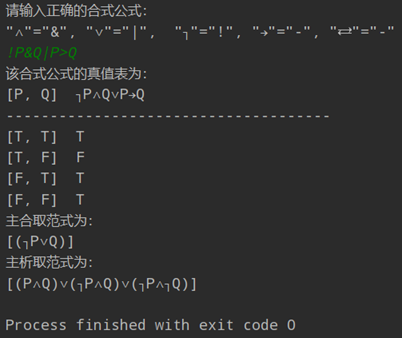 请输入正确的合式公式：
"∧"="&", "∨"="|",  "┐"="!", "→"="-", "⇄"="-"
!P&Q|P>Q
该合式公式的真值表为：
[P, Q]  ┐P∧Q∨P→Q
------------------------------------
[T, T]  T
[T, F]  F
[F, T]  T
[F, F]  T
主合取范式为：
[(┐P∨Q)]
主析取范式为：
[(P∧Q)∨(┐P∧Q)∨(┐P∧┐Q)]
Process finished with exit code 0